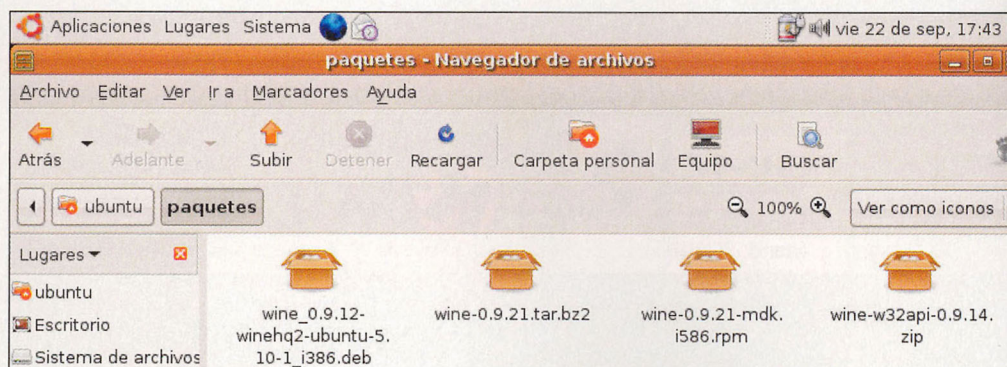 Aplicaciones Lugares Sistema vie 22 de sep, 17:43
paquetes - Navegador de archivos
Archivo Editar Ver Ir a Marcadores Ayuda
Atrás Adelante Subir Detener Recargar Carpeta personal Equipo Buscar
ubuntu paquetes 100% Ver como iconos
Lugares
ubuntu
Escritorio
Sistema de archivos
wine_0.9.12-
winehq2-ubuntu-5.
10-1_i386.deb
wine-0.9.21.tar.bz2
wine-0.9.21-mdk.
i586.rpm
wine-w32api-0.9.14.
zip